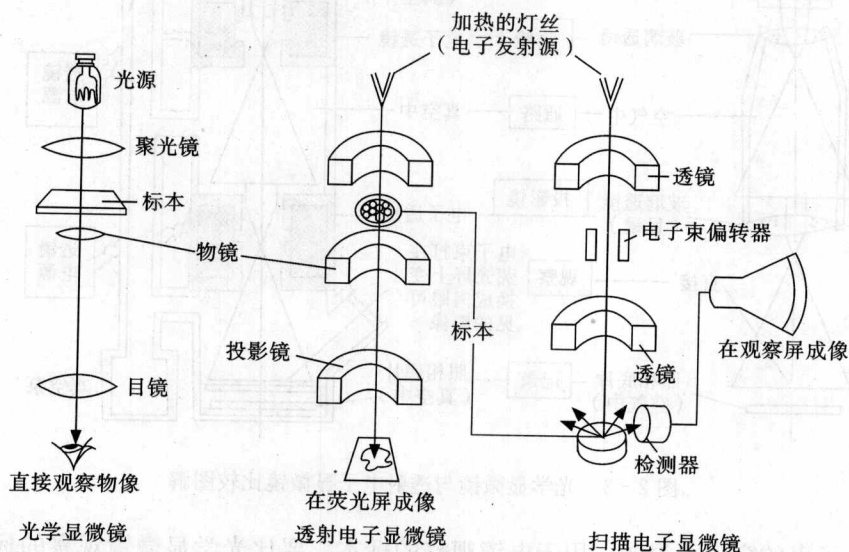 加热的灯丝
（电子发射源）
光源
聚光镜
标本
物镜
目镜
直接观察物像
光学显微镜
投影镜
在荧光屏成像
透射电子显微镜
标本
透镜
电子束偏转器
透镜
在观察屏成像
检测器
扫描电子显微镜